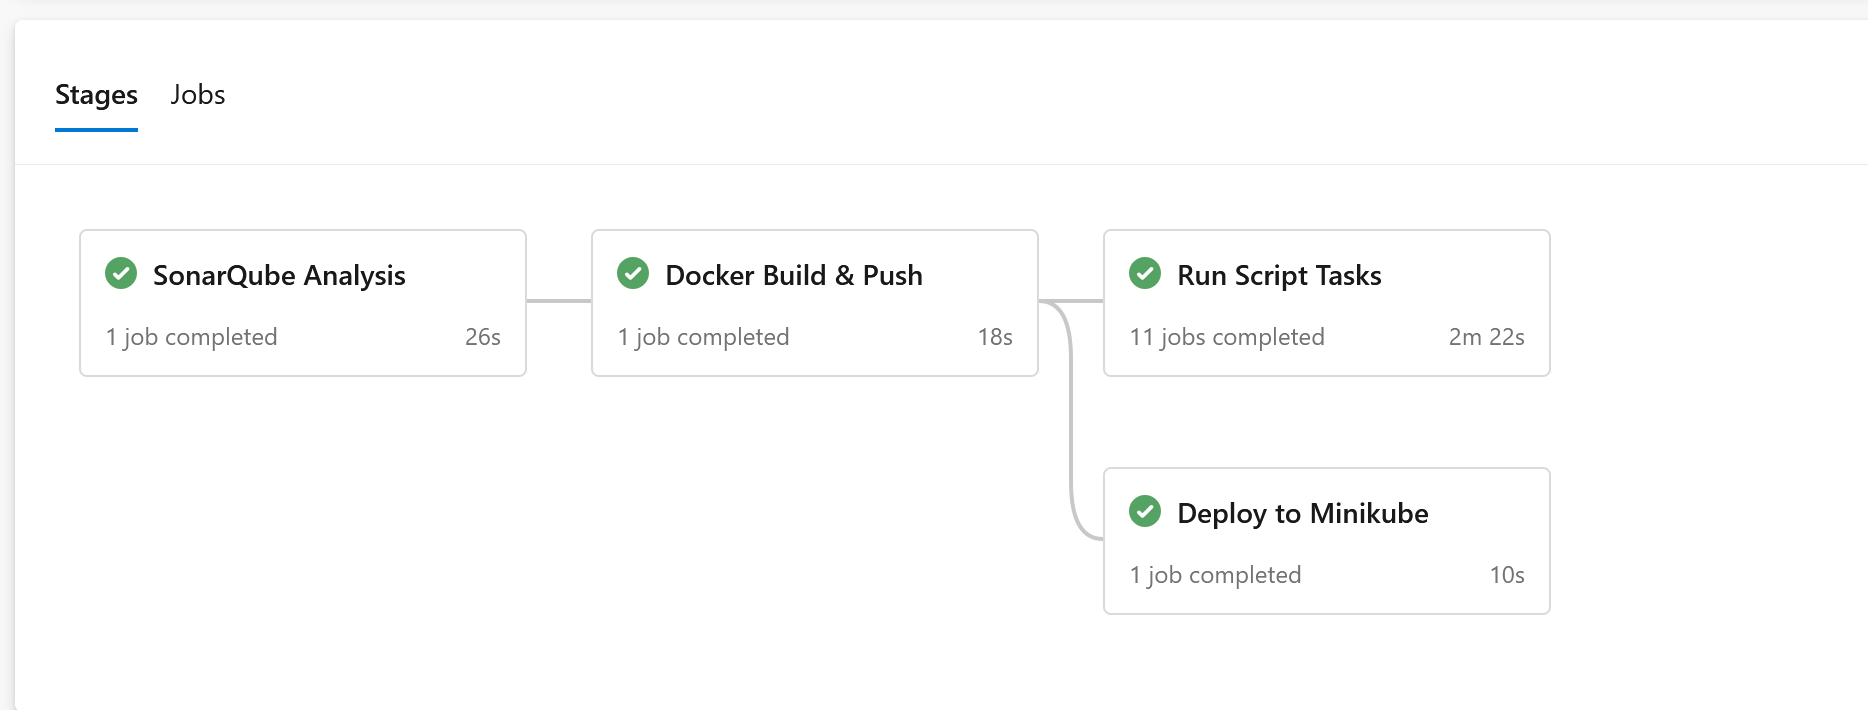 Stages Jobs
SonarQube Analysis
1 job completed 26s
Docker Build & Push
1 job completed 18s
Run Script Tasks
11 jobs completed 2m 22s
Deploy to Minikube
1 job completed 10s